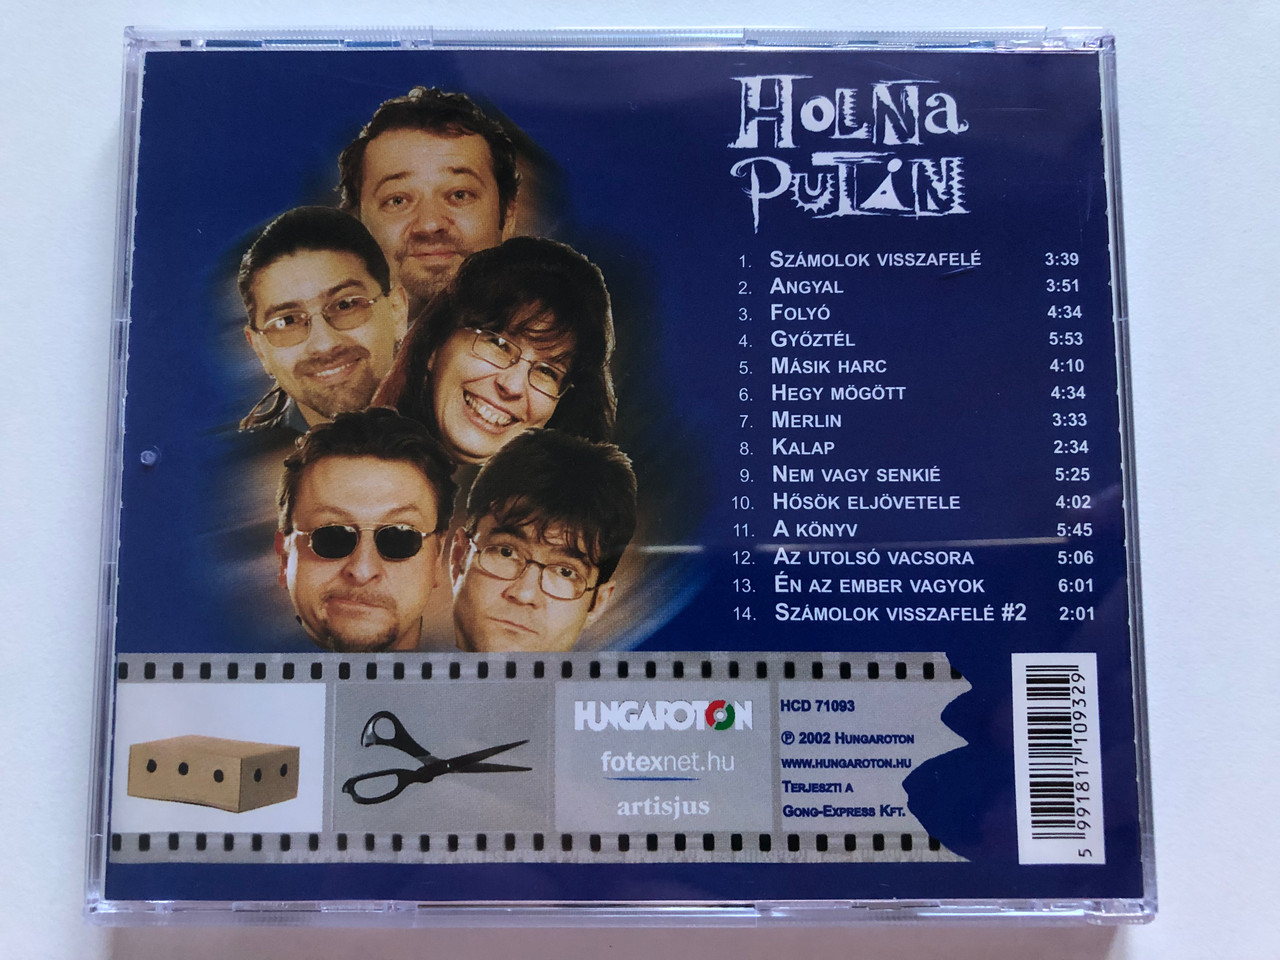 HOLNAPUTÁN
1. SZÁMOLOK VISSZAFELÉ 3:39
2. ANGYAL 3:51
3. FOLYÓ 4:34
4. GYŐZTÉL 5:53
5. MÁSIK HARC 4:10
6. HEGY MÖGÖTT 4:34
7. MERLIN 3:33
8. KALAP 2:34
9. NEM VAGY SENKIÉ 5:25
10. HŐSÖK ELJÖVETELE 4:02
11. A KÖNYV 5:45
12. AZ UTOLSÓ VACSORA 5:06
13. ÉN AZ EMBER VAGYOK 6:01
14. SZÁMOLOK VISSZAFELÉ #2 2:01
HUNGAROTON
fotexnet.hu
artisjus
HCD 71093
℗ 2002 HUNGAROTON
WWW.HUNGAROTON.HU
TERJESZTI A
GONG-EXPRESS KFT.
5 991817 109329